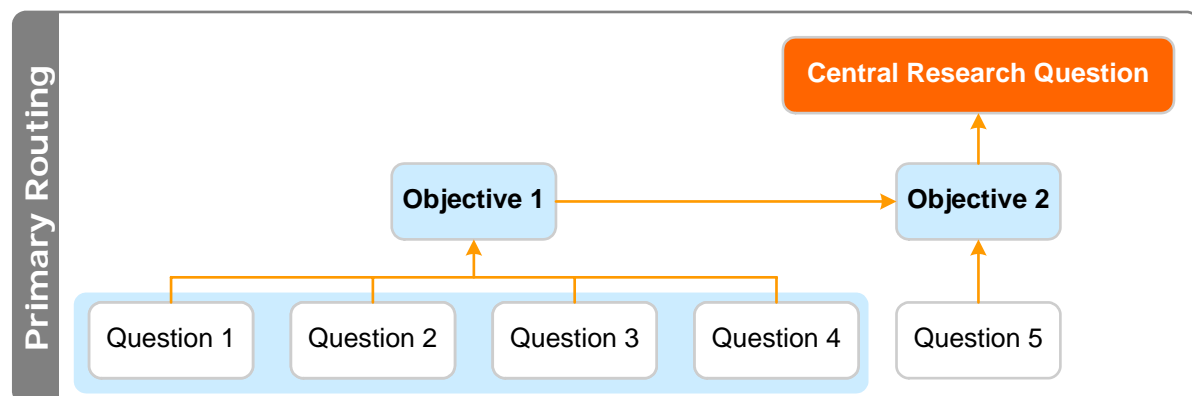 Primary Routing
Central Research Question
Objective 1
Objective 2
Question 1
Question 2
Question 3
Question 4
Question 5